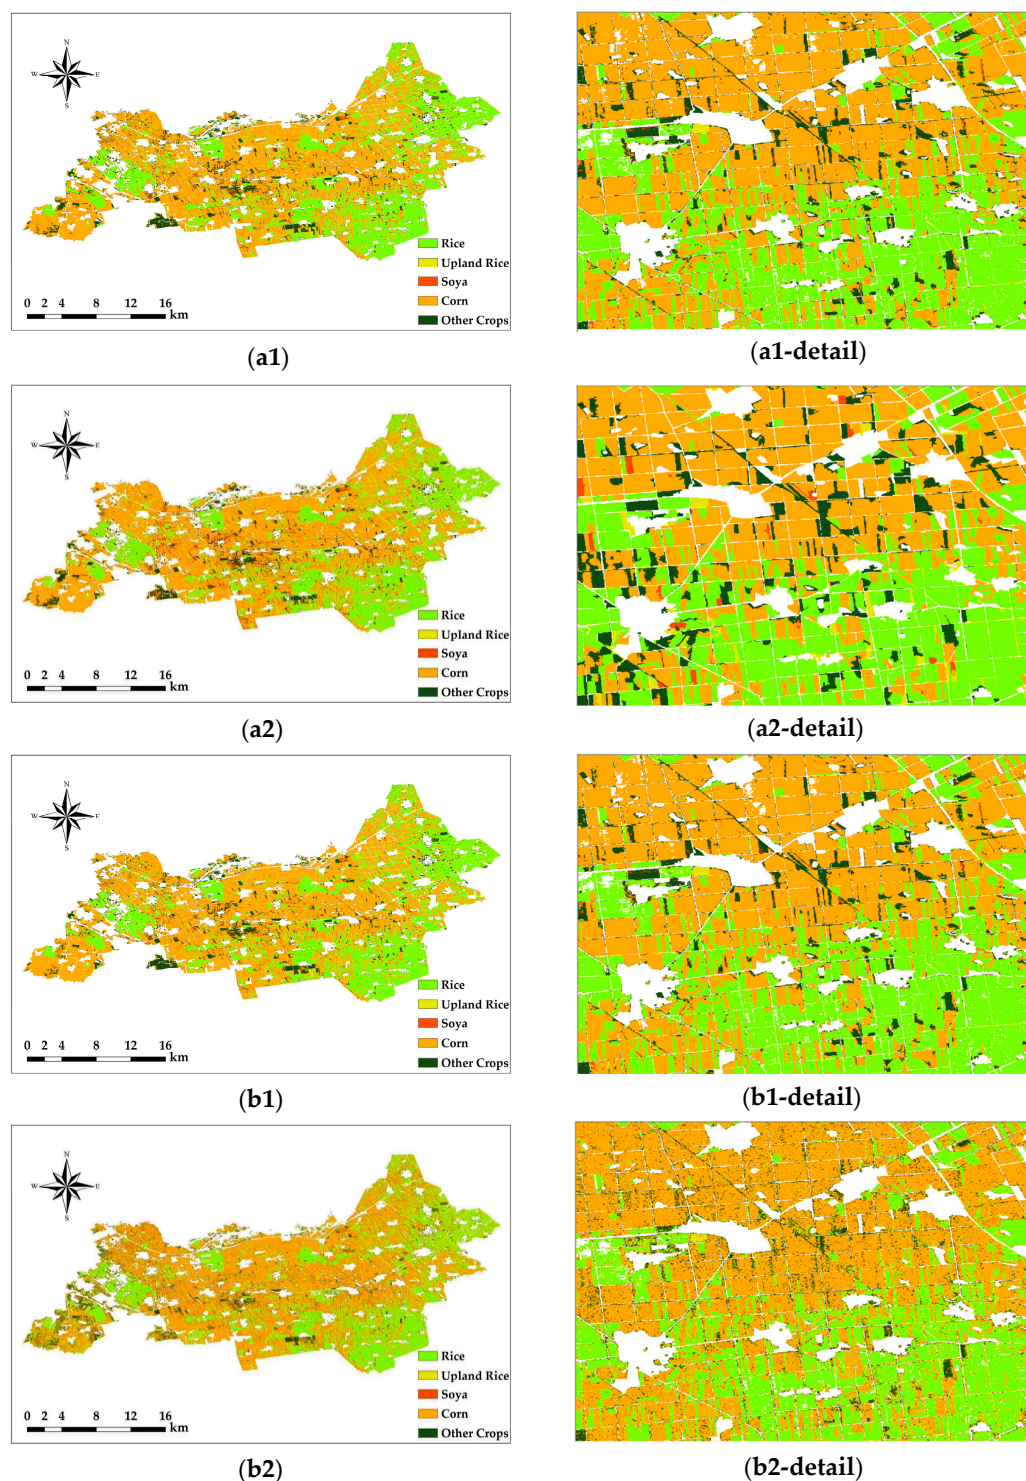 N
W E
S
Rice
Upland Rice
Soya
Corn
Other Crops
0 2 4 8 12 16
km
(a1)
(a1-detail)
N
W E
S
Rice
Upland Rice
Soya
Corn
Other Crops
0 2 4 8 12 16
km
(a2)
(a2-detail)
N
W E
S
Rice
Upland Rice
Soya
Corn
Other Crops
0 2 4 8 12 16
km
(b1)
(b1-detail)
N
W E
S
Rice
Upland Rice
Soya
Corn
Other Crops
0 2 4 8 12 16
km
(b2)
(b2-detail)